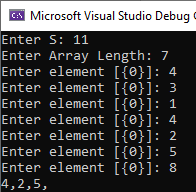 Microsoft Visual Studio Debug
Enter S: 11
Enter Array Length: 7
Enter element [{0}]: 4
Enter element [{0}]: 3
Enter element [{0}]: 1
Enter element [{0}]: 4
Enter element [{0}]: 2
Enter element [{0}]: 5
Enter element [{0}]: 8
4,2,5,